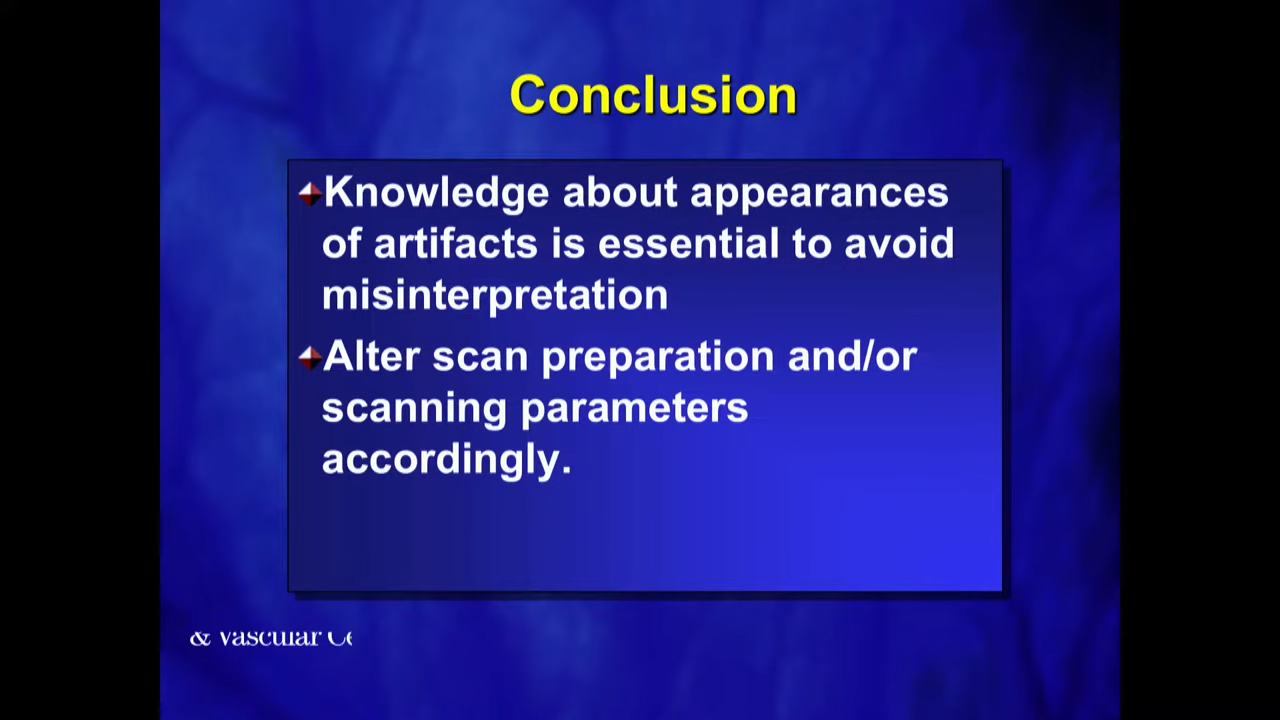 Conclusion
Knowledge about appearances
of artifacts is essential to avoid
misinterpretation
Alter scan preparation and/or
scanning parameters
accordingly.
& Vascular